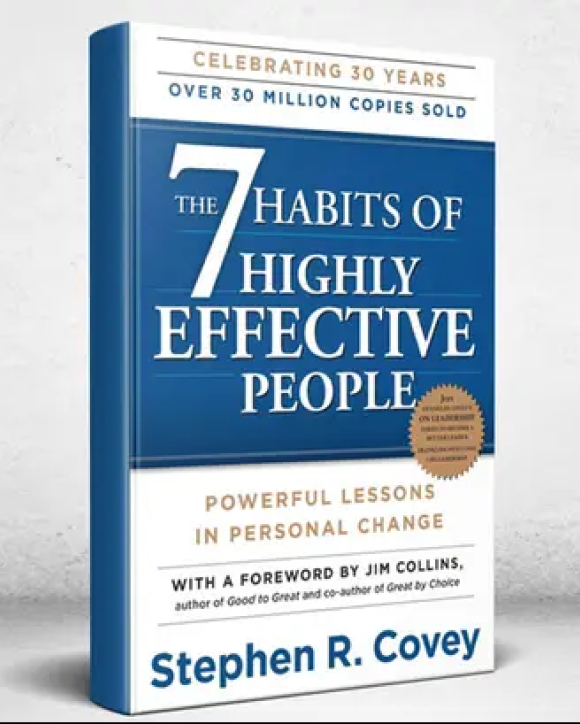 CELEBRATING 30 YEARS
OVER 30 MILLION COPIES SOLD
THE 7 HABITS OF
HIGHLY
EFFECTIVE
PEOPLE
ON LEADERSHIP
POWERFUL LESSONS
IN PERSONAL CHANGE
WITH A FOREWORD BY JIM COLLINS,
author of Good to Great and co-author of Great by Choice
Stephen R. Covey